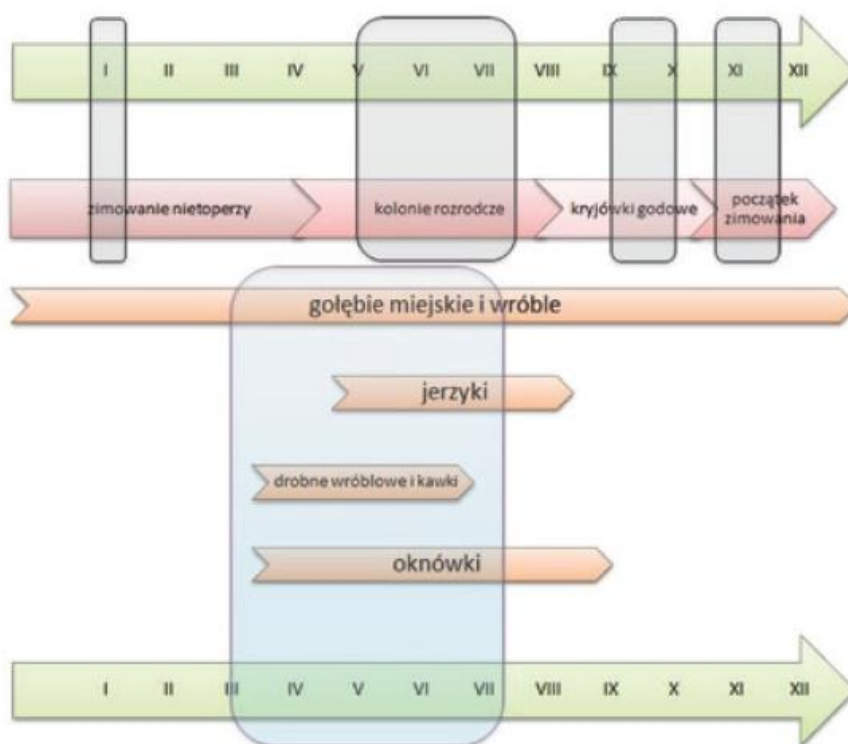 I II III IV V VI VII VIII IX X XI XII
zimowanie nietoperzy
kolonie rozrodcze
kryjówki godowe
początek
zimowania
gołębie miejskie i wróble
jerzyki
drobne wróblowe i kawki
oknówki
I II III IV V VI VII VIII IX X XI XII